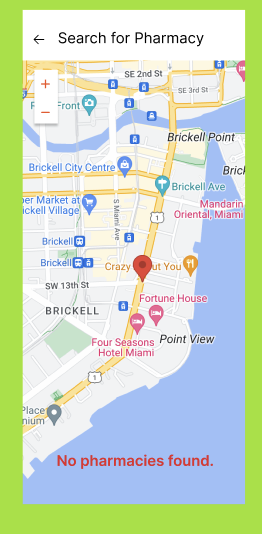 ← Search for Pharmacy
SE 2nd St
+
SE 3rd St
Front
−
Brickell Point
Brickell City Centre
Brick
Brickell Ave
per Market at
ickell Village
Mandarin
Oriental, Miami
S Miami Ave
1
Brickell
Brickell
Crazy
ut You
SW 13th St
Fortune House
BRICKELL
Four Seasons
Hotel Miami
Point View
1
Place
nium
No pharmacies found.